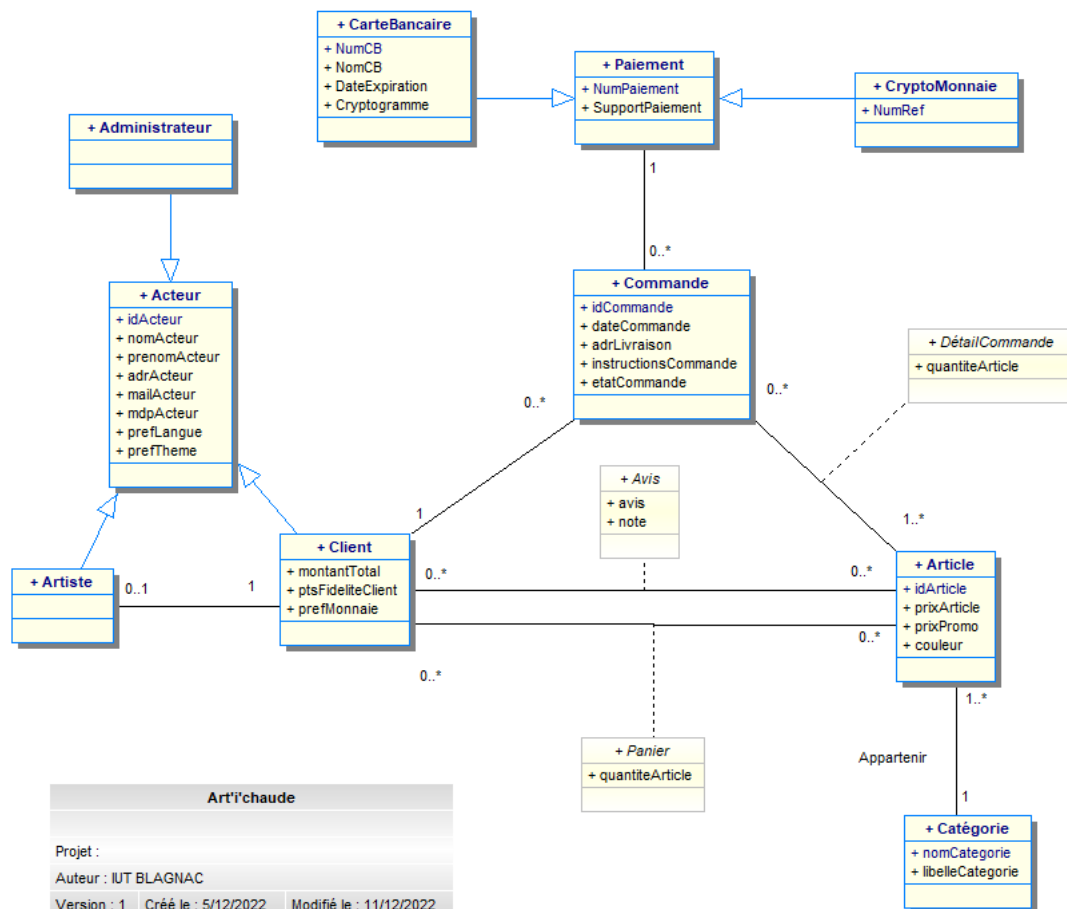 + CarteBancaire
+ NumCB
+ NomCB
+ DateExpiration
+ Cryptogramme
+ Paiement
+ NumPaiement
+ SupportPaiement
+ CryptoMonnaie
+ NumRef
+ Administrateur
1
0..*
+ Acteur
+ idActeur
+ nomActeur
+ prenomActeur
+ adrActeur
+ mailActeur
+ mdpActeur
+ prefLangue
+ prefTheme
+ Commande
+ idCommande
+ dateCommande
+ adrLivraison
+ instructionsCommande
+ etatCommande
+ DétailCommande
+ quantiteArticle
0..*
0..*
+ Avis
+ avis
+ note
1
1..*
+ Artiste
0..1
1
+ Client
+ montantTotal
+ ptsFideliteClient
+ prefMonnaie
0..*
0..*
+ Article
+ idArticle
+ prixArticle
+ prixPromo
+ couleur
0..*
0..*
+ Panier
+ quantiteArticle
1..*
Appartenir
1
+ Catégorie
+ nomCategorie
+ libelleCategorie
Art'i'chaude
Projet :
Auteur : IUT BLAGNAC
Version : 1 Créé le : 5/12/2022 Modifié le : 11/12/2022